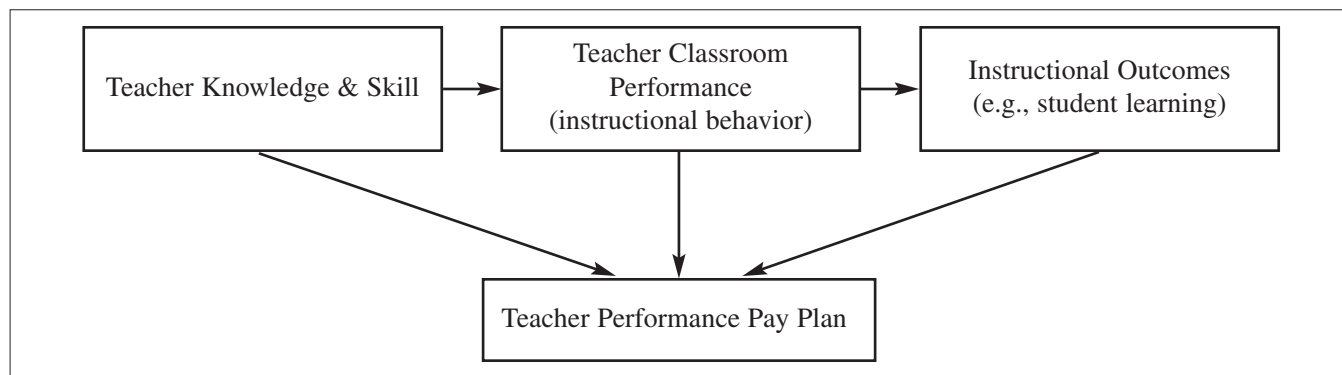 Teacher Knowledge & Skill
Teacher Classroom
Performance
(instructional behavior)
Instructional Outcomes
(e.g., student learning)
Teacher Performance Pay Plan